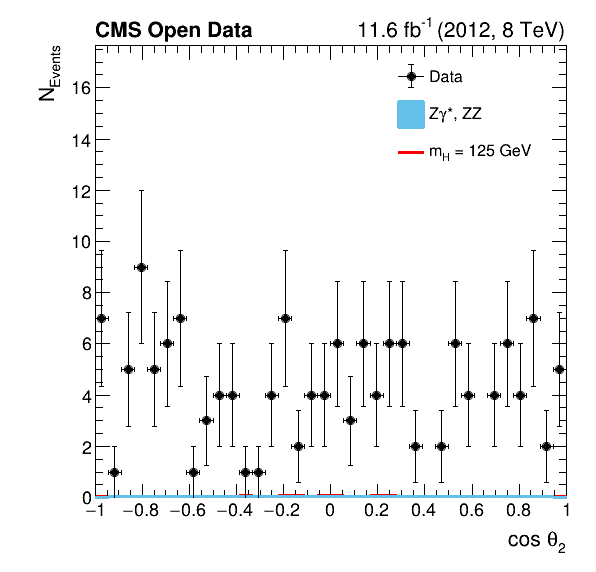 CMS Open Data 11.6 fb⁻¹ (2012, 8 TeV)
N_Events
Data
Zγ*, ZZ
m_H = 125 GeV
16
14
12
10
8
6
4
2
0
−1 −0.8 −0.6 −0.4 −0.2 0 0.2 0.4 0.6 0.8 1
cos θ₂